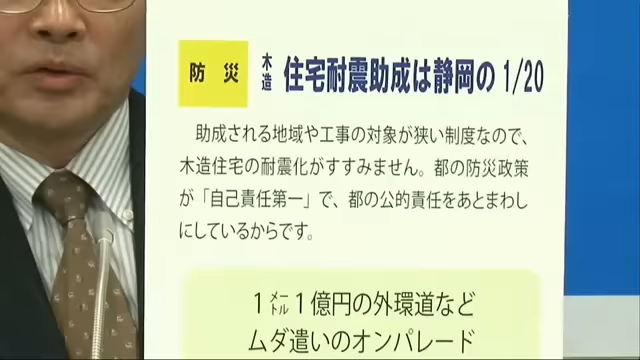 防災 木造 住宅耐震助成は静岡の1/20
助成される地域や工事の対象が狭い制度なので、
木造住宅の耐震化がすすみません。都の防災政策
が「自己責任第一」で、都の公的責任をあとまわし
にしているからです。
1メートル1億円の外環道など
ムダ遣いのオンパレード